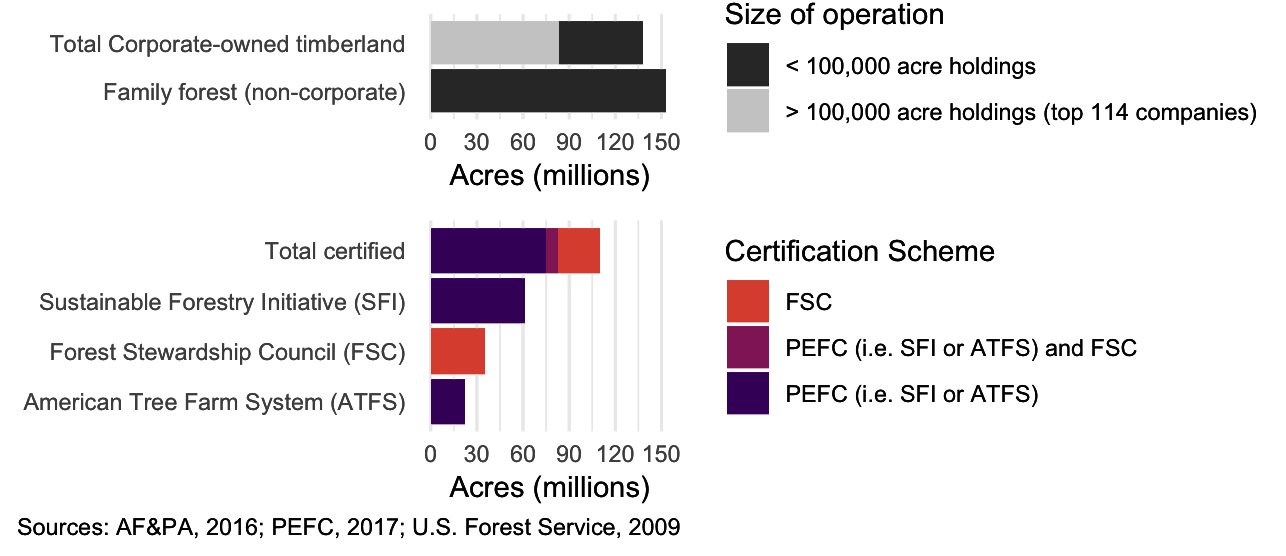 Size of operation
Total Corporate-owned timberland
< 100,000 acre holdings
Family forest (non-corporate)
> 100,000 acre holdings (top 114 companies)
0 30 60 90 120 150
Acres (millions)
Total certified
Certification Scheme
Sustainable Forestry Initiative (SFI)
FSC
Forest Stewardship Council (FSC)
PEFC (i.e. SFI or ATFS) and FSC
American Tree Farm System (ATFS)
PEFC (i.e. SFI or ATFS)
0 30 60 90 120 150
Acres (millions)
Sources: AF&PA, 2016; PEFC, 2017; U.S. Forest Service, 2009